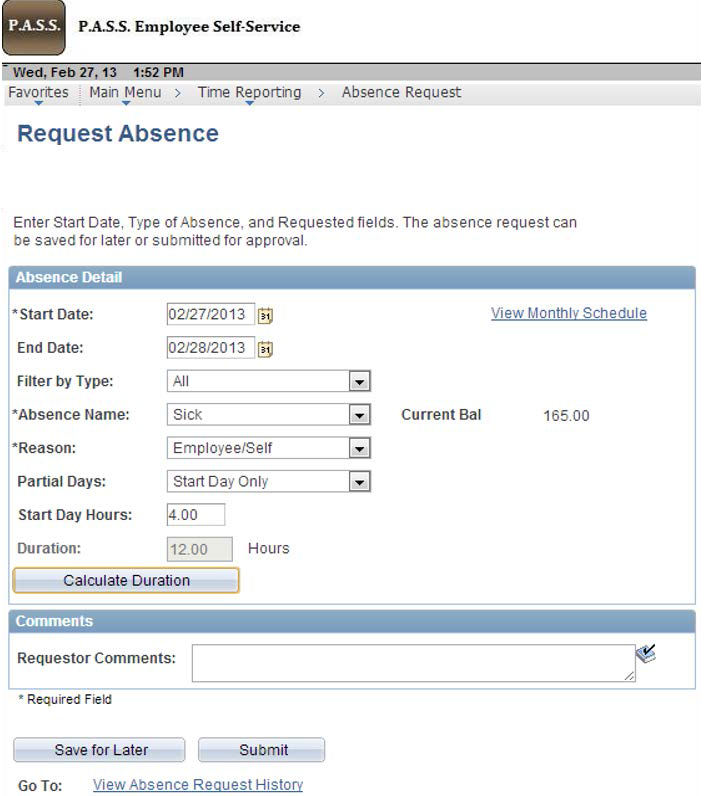 P.A.S.S. P.A.S.S. Employee Self-Service
Wed, Feb 27, 13 1:52 PM
Favorites Main Menu > Time Reporting > Absence Request
Request Absence
Enter Start Date, Type of Absence, and Requested fields. The absence request can
be saved for later or submitted for approval.
Absence Detail
*Start Date: 02/27/2013 31 View Monthly Schedule
End Date: 02/28/2013 31
Filter by Type: All
*Absence Name: Sick Current Bal 165.00
*Reason: Employee/Self
Partial Days: Start Day Only
Start Day Hours: 4.00
Duration: 12.00 Hours
Calculate Duration
Comments
Requestor Comments:
* Required Field
Save for Later Submit
Go To: View Absence Request History